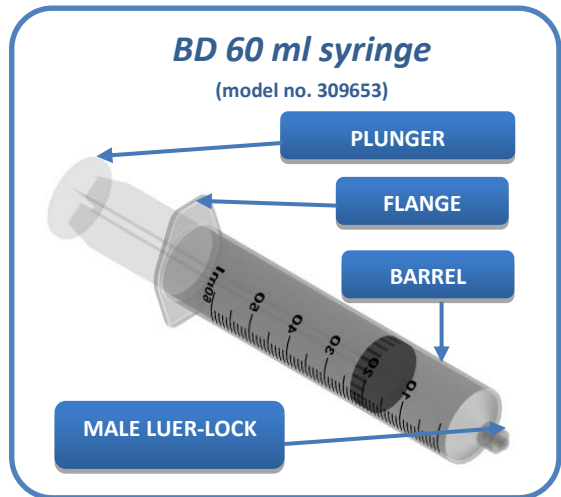 BD 60 ml syringe
(model no. 309653)
PLUNGER
FLANGE
BARREL
60ml
50
40
30
20
10
MALE LUER-LOCK